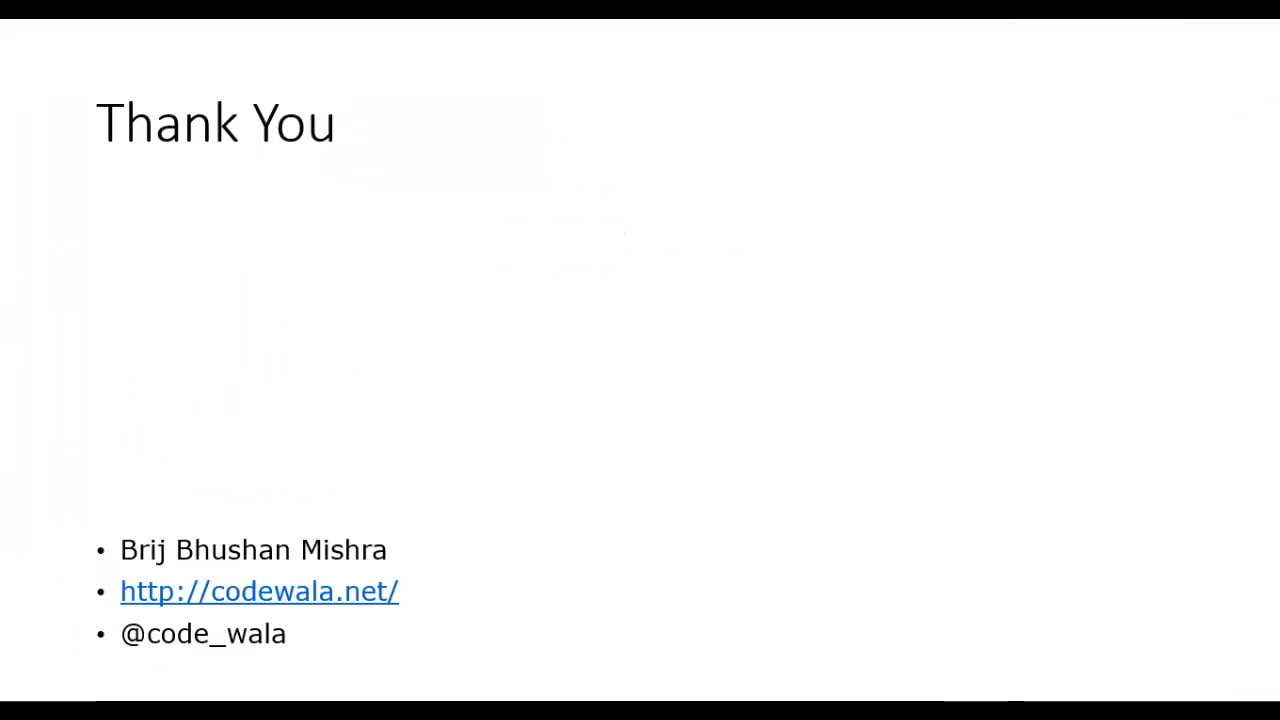 Thank You
• Brij Bhushan Mishra
• http://codewala.net/
• @code_wala